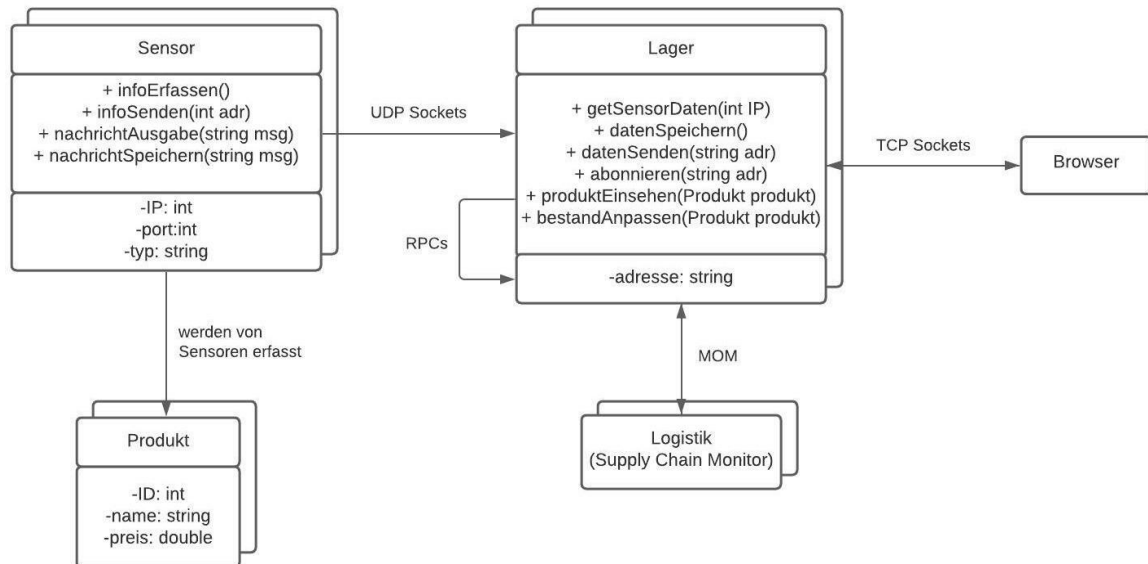 Sensor
+ infoErfassen()
+ infoSenden(int adr)
+ nachrichtAusgabe(string msg)
+ nachrichtSpeichern(string msg)
-IP: int
-port:int
-typ: string
UDP Sockets
Lager
+ getSensorDaten(int IP)
+ datenSpeichern()
+ datenSenden(string adr)
+ abonnieren(string adr)
+ produktEinsehen(Produkt produkt)
+ bestandAnpassen(Produkt produkt)
-adresse: string
RPCs
TCP Sockets
Browser
werden von
Sensoren erfasst
MOM
Produkt
-ID: int
-name: string
-preis: double
Logistik
(Supply Chain Monitor)